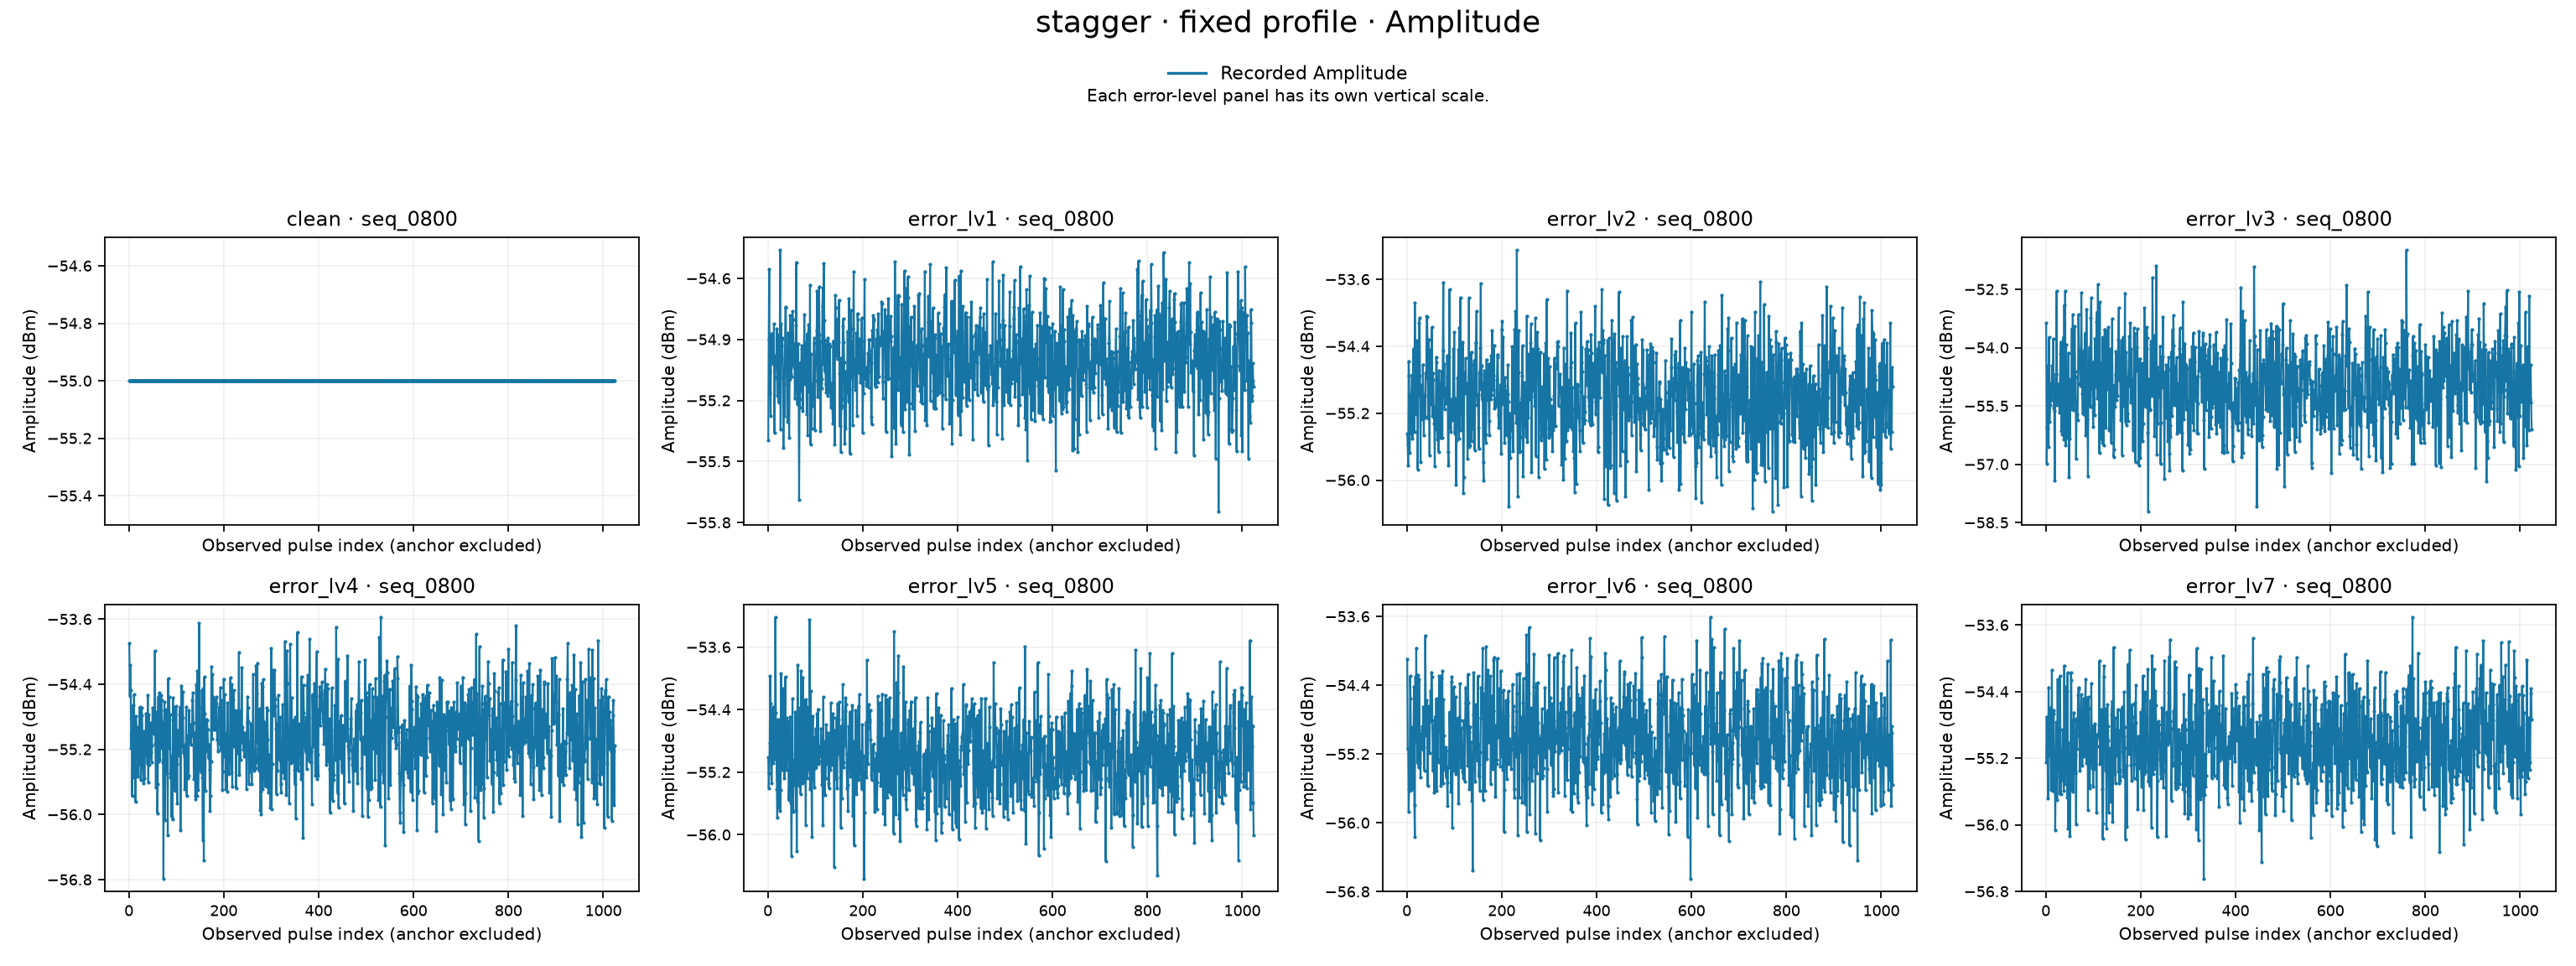 stagger · fixed profile · Amplitude
Recorded Amplitude
Each error-level panel has its own vertical scale.
clean · seq_0800
−54.6
−54.8
−55.0
−55.2
−55.4
Amplitude (dBm)
Observed pulse index (anchor excluded)
error_lv1 · seq_0800
−54.6
−54.9
−55.2
−55.5
−55.8
Amplitude (dBm)
Observed pulse index (anchor excluded)
error_lv2 · seq_0800
−53.6
−54.4
−55.2
−56.0
Amplitude (dBm)
Observed pulse index (anchor excluded)
error_lv3 · seq_0800
−52.5
−54.0
−55.5
−57.0
−58.5
Amplitude (dBm)
Observed pulse index (anchor excluded)
error_lv4 · seq_0800
−53.6
−54.4
−55.2
−56.0
−56.8
Amplitude (dBm)
0 200 400 600 800 1000
Observed pulse index (anchor excluded)
error_lv5 · seq_0800
−53.6
−54.4
−55.2
−56.0
Amplitude (dBm)
0 200 400 600 800 1000
Observed pulse index (anchor excluded)
error_lv6 · seq_0800
−53.6
−54.4
−55.2
−56.0
−56.8
Amplitude (dBm)
0 200 400 600 800 1000
Observed pulse index (anchor excluded)
error_lv7 · seq_0800
−53.6
−54.4
−55.2
−56.0
−56.8
Amplitude (dBm)
0 200 400 600 800 1000
Observed pulse index (anchor excluded)